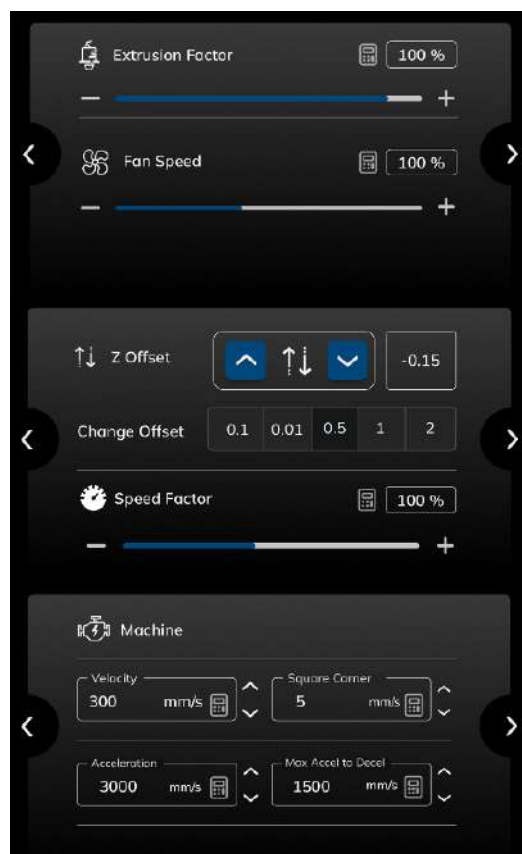 Extrusion Factor 100 %
Fan Speed 100 %
Z Offset -0.15
Change Offset 0.1 0.01 0.5 1 2
Speed Factor 100 %
Machine
Velocity Square Corner
300 mm/s 5 mm/s
Acceleration Max Accel to Decel
3000 mm/s 1500 mm/s